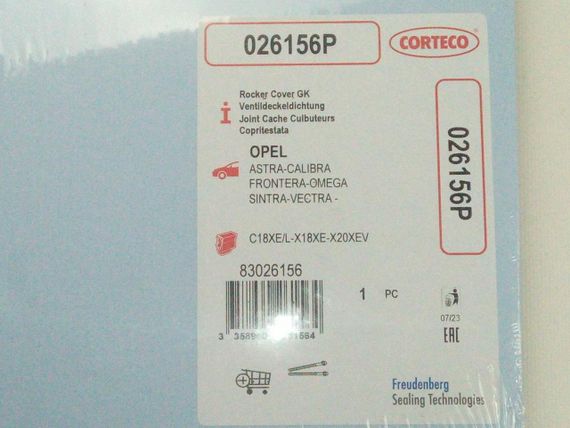 026156P
CORTECO
Rocker Cover GK
Ventildeckeldichtung
Joint Cache Culbuteurs
Copritestata
OPEL
ASTRA-CALIBRA
FRONTERA-OMEGA
SINTRA-VECTRA -
026156P
C18XE/L-X18XE-X20XEV
83026156
1 PC
07/23
EAC
Freudenberg
Sealing Technologies